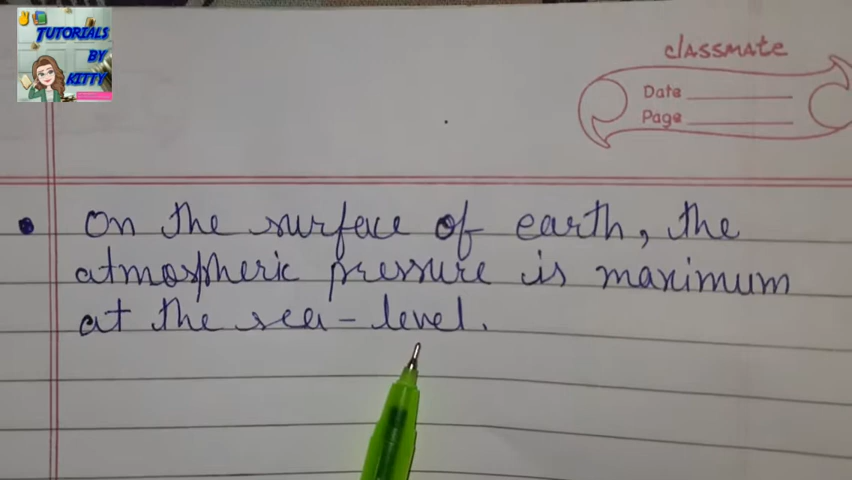 TUTORIALS
BY
KITTY
classmate
Date
Page
On the surface of earth, the
atmospheric pressure is maximum
at the sea-level.